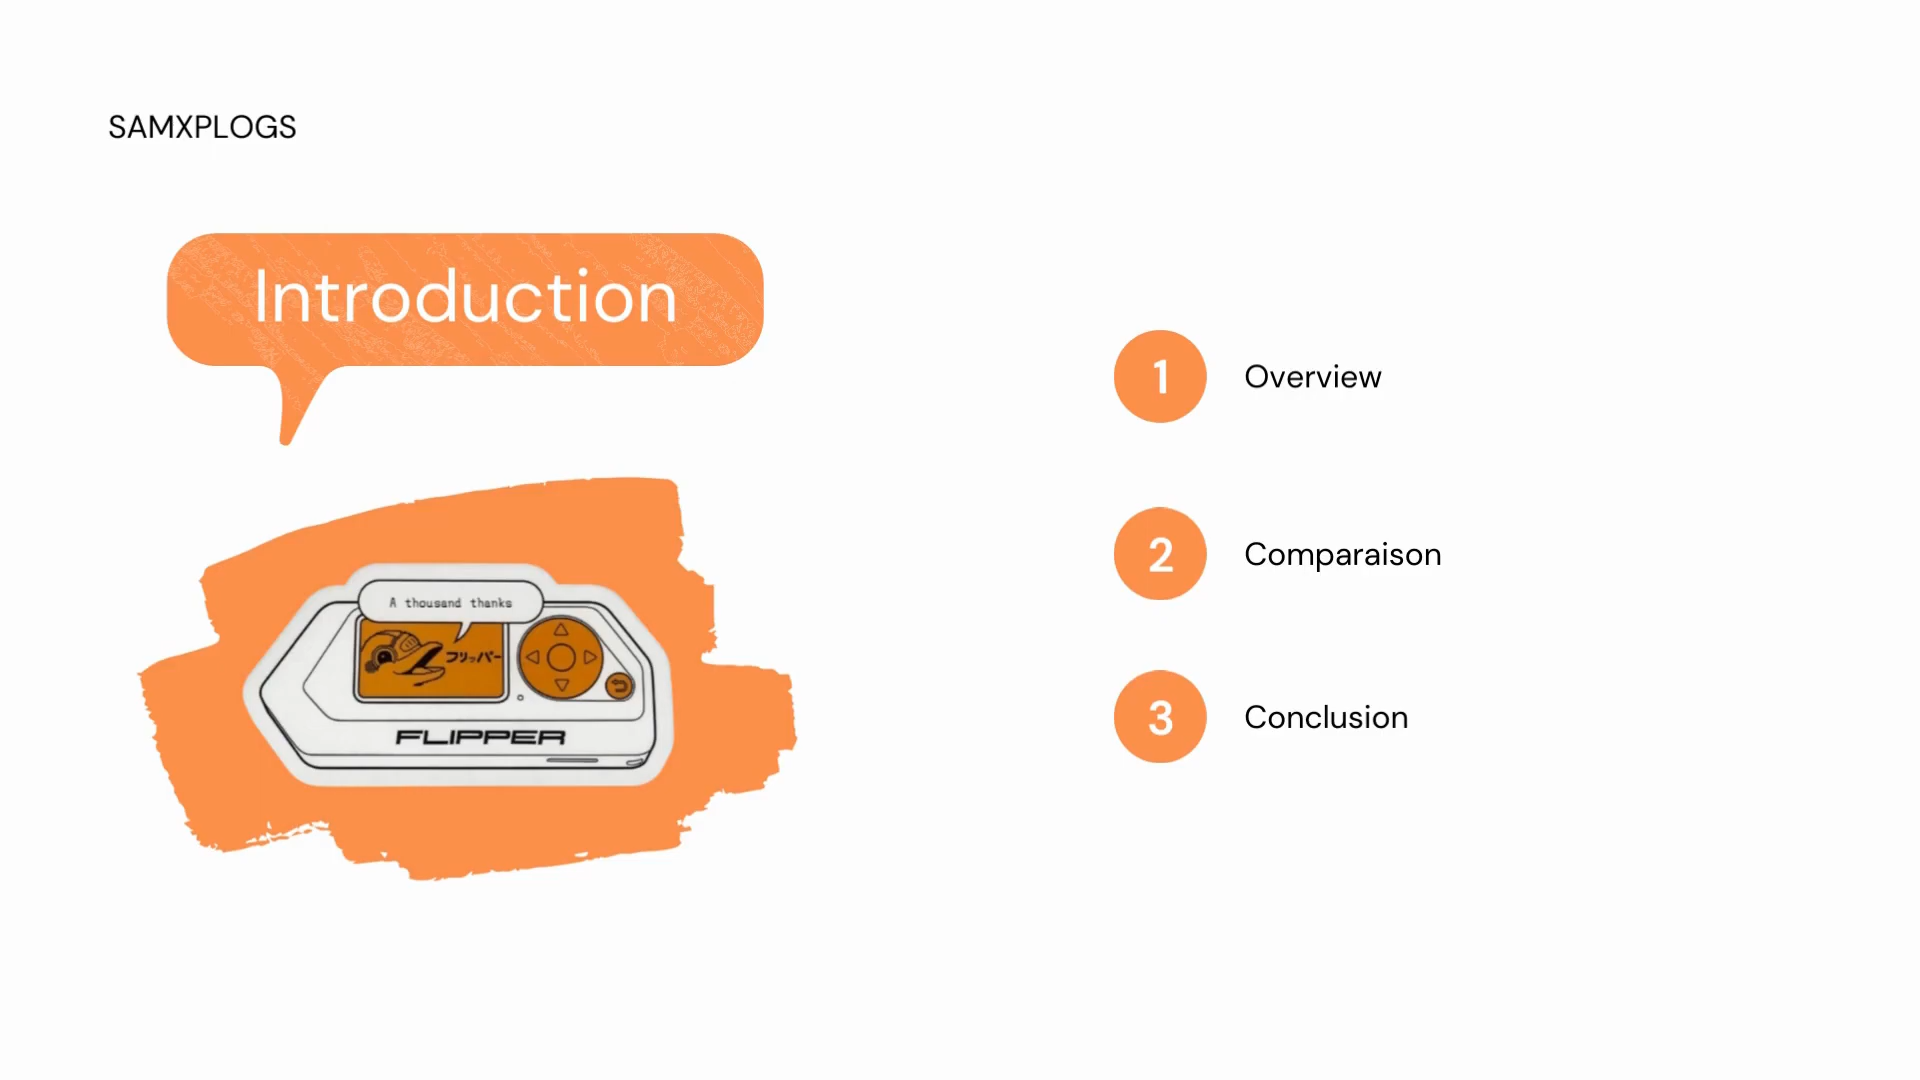 SAMXPLOGS
Introduction
A thousand thanks
フリッパー
FLIPPER
1 Overview
2 Comparaison
3 Conclusion